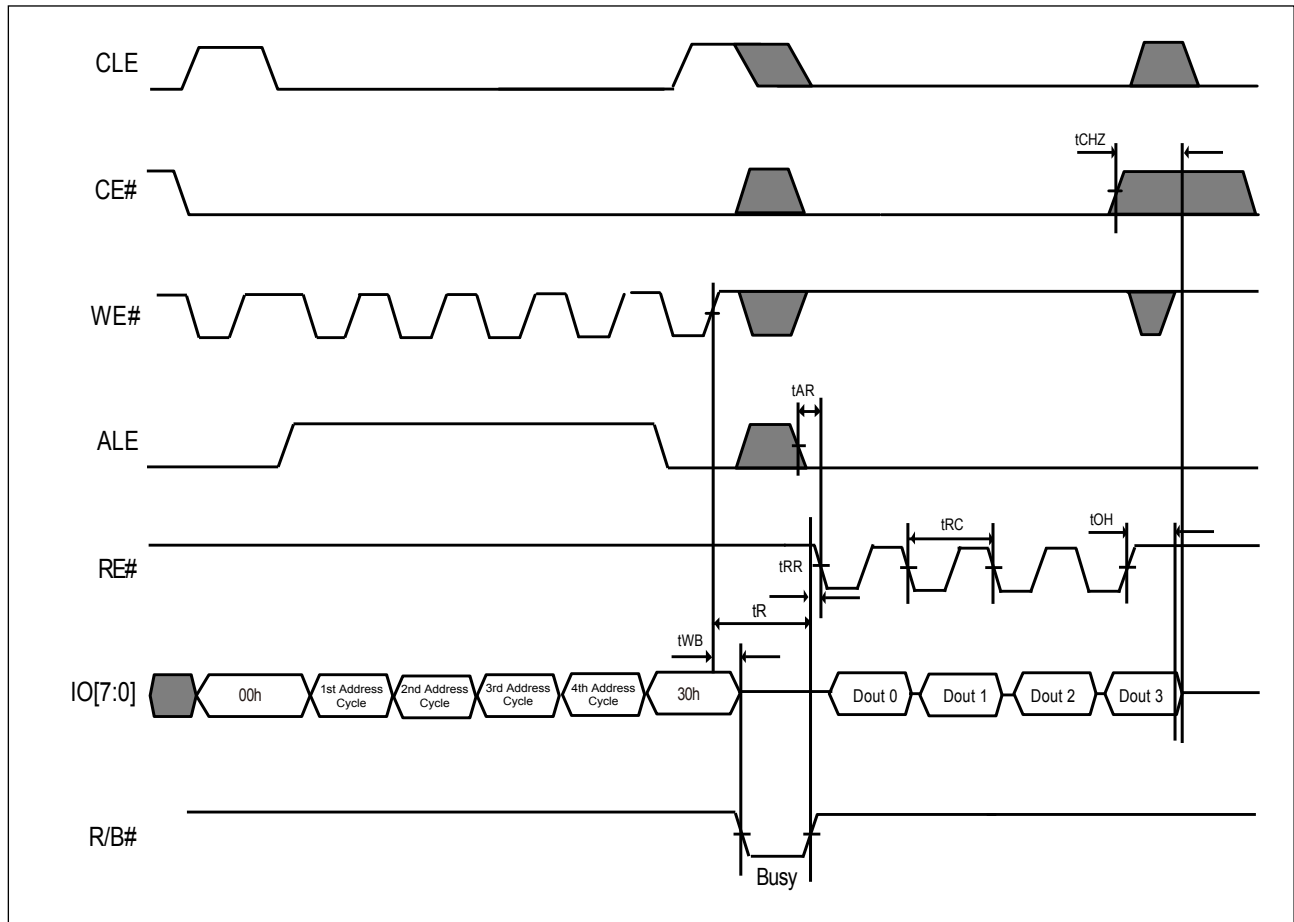 CLE
tCHZ
CE#
WE#
tAR
ALE
tRC
tOH
RE#
tRR
tR
tWB
IO[7:0]
00h
1st Address
Cycle
2nd Address
Cycle
3rd Address
Cycle
4th Address
Cycle
30h
Dout 0
Dout 1
Dout 2
Dout 3
R/B#
Busy